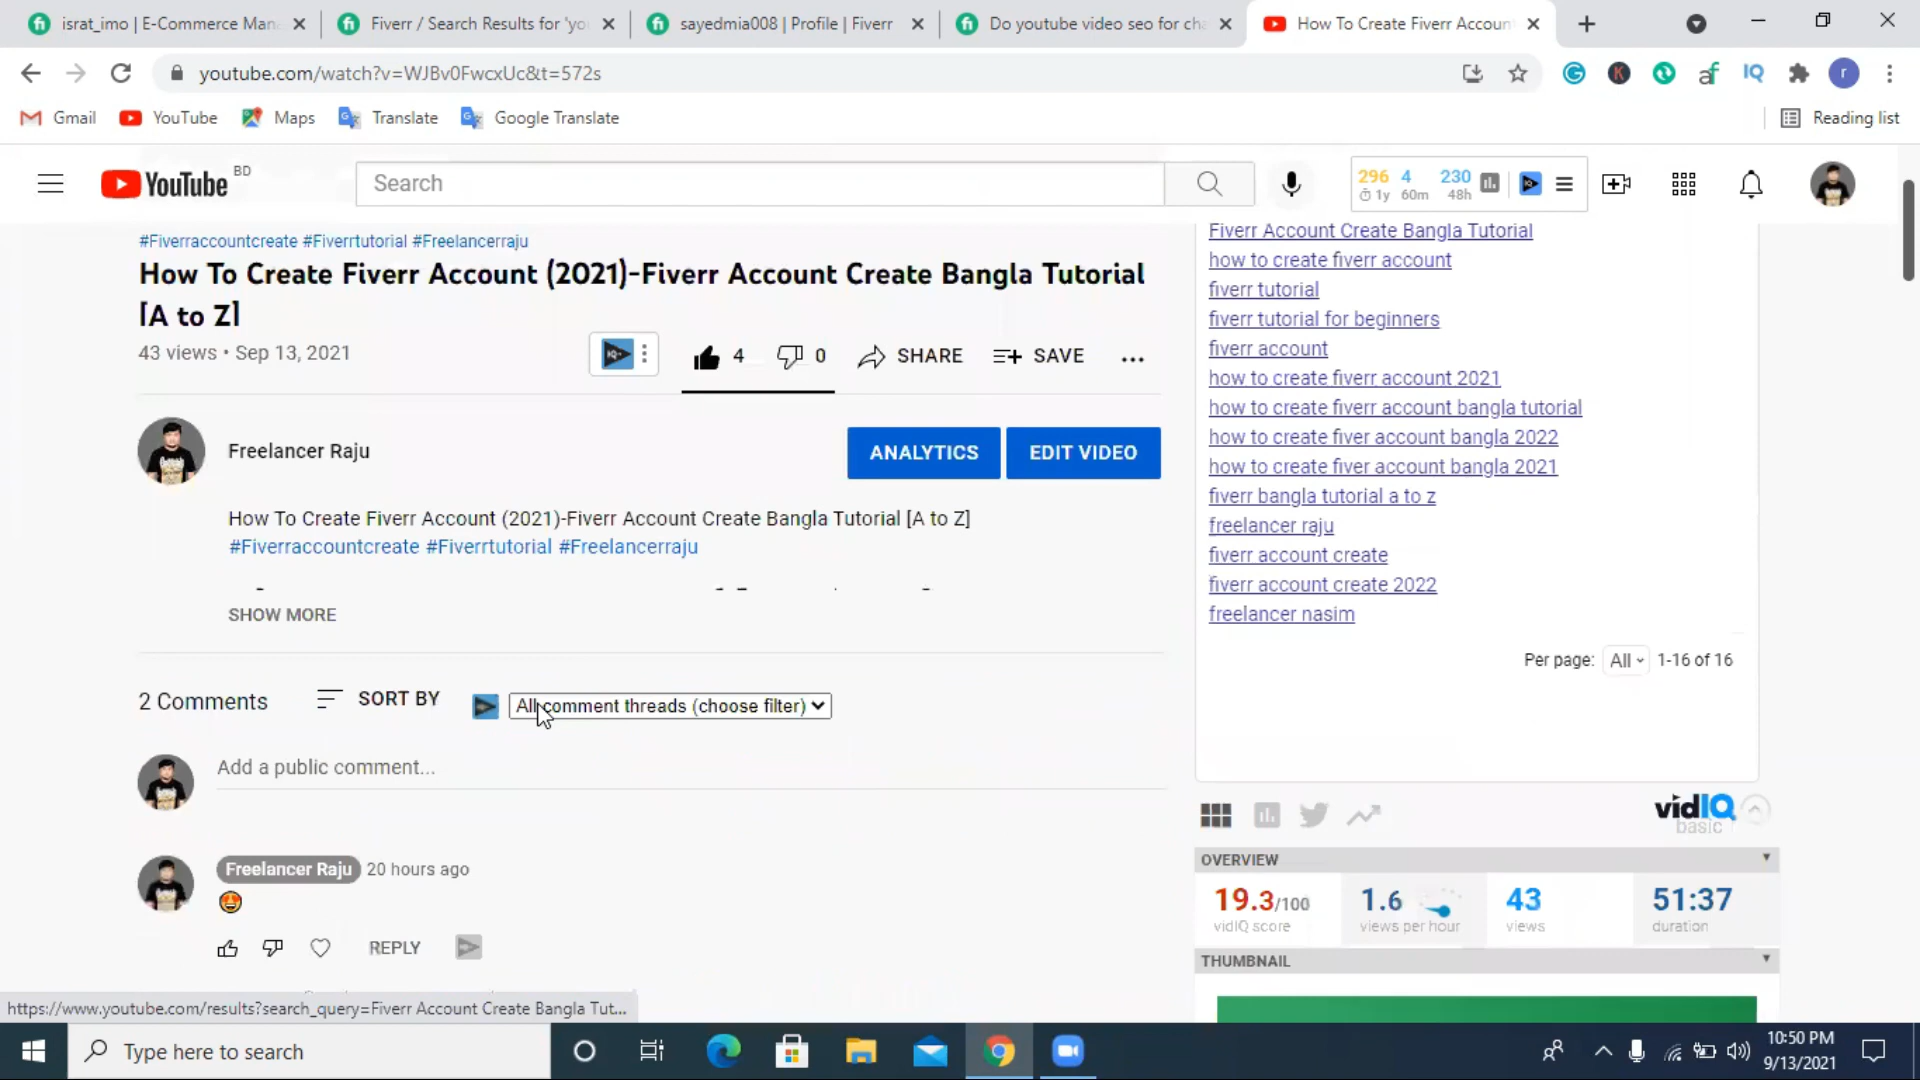 israt_imo | E-Commerce Man
Fiverr / Search Results for 'yo
sayedmia008 | Profile | Fiverr
Do youtube video seo for cha
How To Create Fiverr Accoun
youtube.com/watch?v=WJBv0FwcxUc&t=572s
Gmail
YouTube
Maps
Translate
Google Translate
Reading list
YouTube BD
Search
296 4 230
1y 60m 48h
#Fiverraccountcreate #Fiverrtutorial #Freelancerraju
How To Create Fiverr Account (2021)-Fiverr Account Create Bangla Tutorial
[A to Z]
43 views • Sep 13, 2021
4
0
SHARE
SAVE
Freelancer Raju
ANALYTICS
EDIT VIDEO
How To Create Fiverr Account (2021)-Fiverr Account Create Bangla Tutorial [A to Z]
#Fiverraccountcreate #Fiverrtutorial #Freelancerraju
SHOW MORE
2 Comments
SORT BY
All comment threads (choose filter)
Add a public comment...
Freelancer Raju 20 hours ago
REPLY
Fiverr Account Create Bangla Tutorial
how to create fiverr account
fiverr tutorial
fiverr tutorial for beginners
fiverr account
how to create fiverr account 2021
how to create fiverr account bangla tutorial
how to create fiver account bangla 2022
how to create fiver account bangla 2021
fiverr bangla tutorial a to z
freelancer raju
fiverr account create
fiverr account create 2022
freelancer nasim
Per page: All 1-16 of 16
vidIQ
basic
OVERVIEW
19.3/100
vidIQ score
1.6
views per hour
43
views
51:37
duration
THUMBNAIL
https://www.youtube.com/results?search_query=Fiverr Account Create Bangla Tut...
Type here to search
10:50 PM
9/13/2021